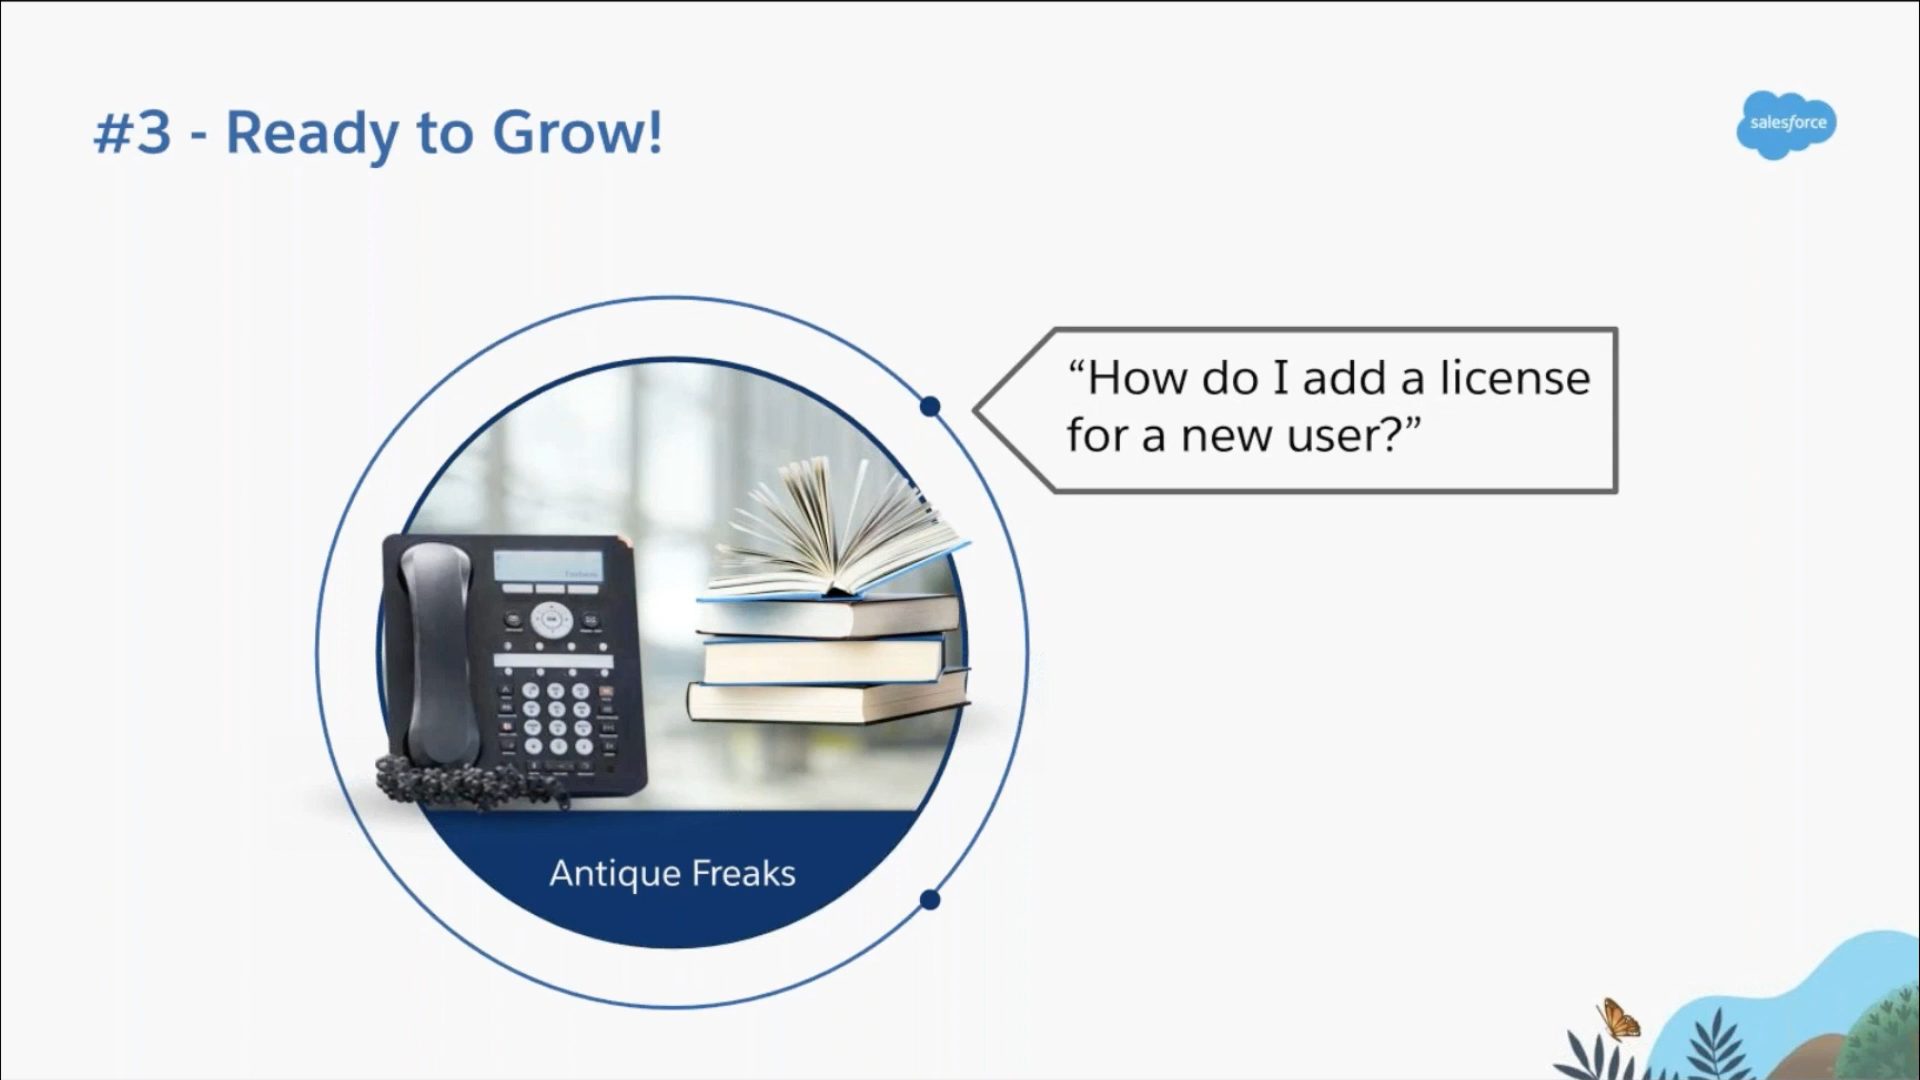 #3 - Ready to Grow!
salesforce
“How do I add a license
for a new user?”
Antique Freaks